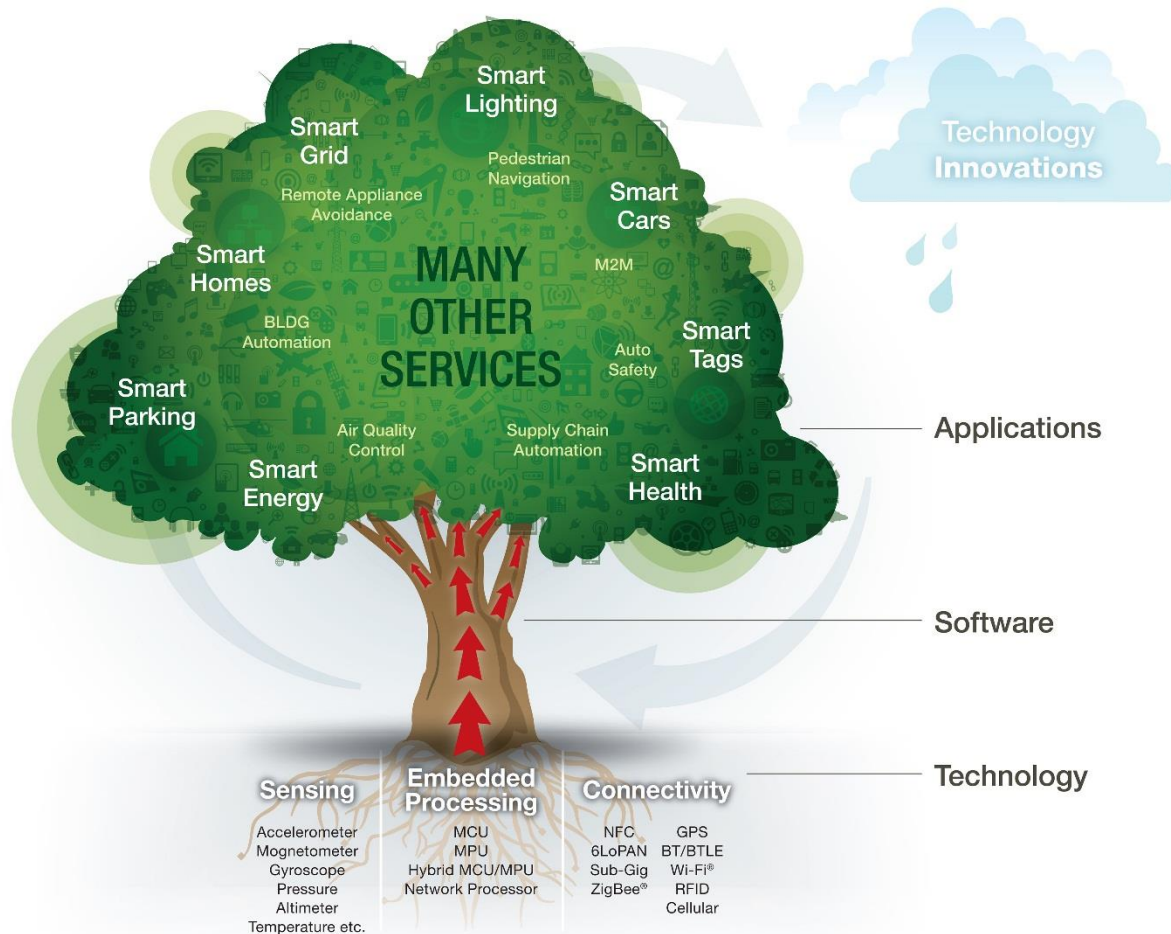 Smart
Lighting
Technology
Innovations
Smart
Grid
Pedestrian
Navigation
Remote Appliance
Avoidance
Smart
Cars
Smart
Homes
MANY
OTHER
SERVICES
M2M
BLDG
Automation
Smart
Tags
Auto
Safety
Smart
Parking
Air Quality
Control
Supply Chain
Automation
Applications
Smart
Energy
Smart
Health
Software
Technology
Sensing
Accelerometer
Mognetometer
Gyroscope
Pressure
Altimeter
Temperature etc.
Embedded
Processing
MCU
MPU
Hybrid MCU/MPU
Network Processor
Connectivity
NFC GPS
6LoPAN BT/BTLE
Sub-Gig Wi-Fi®
ZigBee® RFID
Cellular